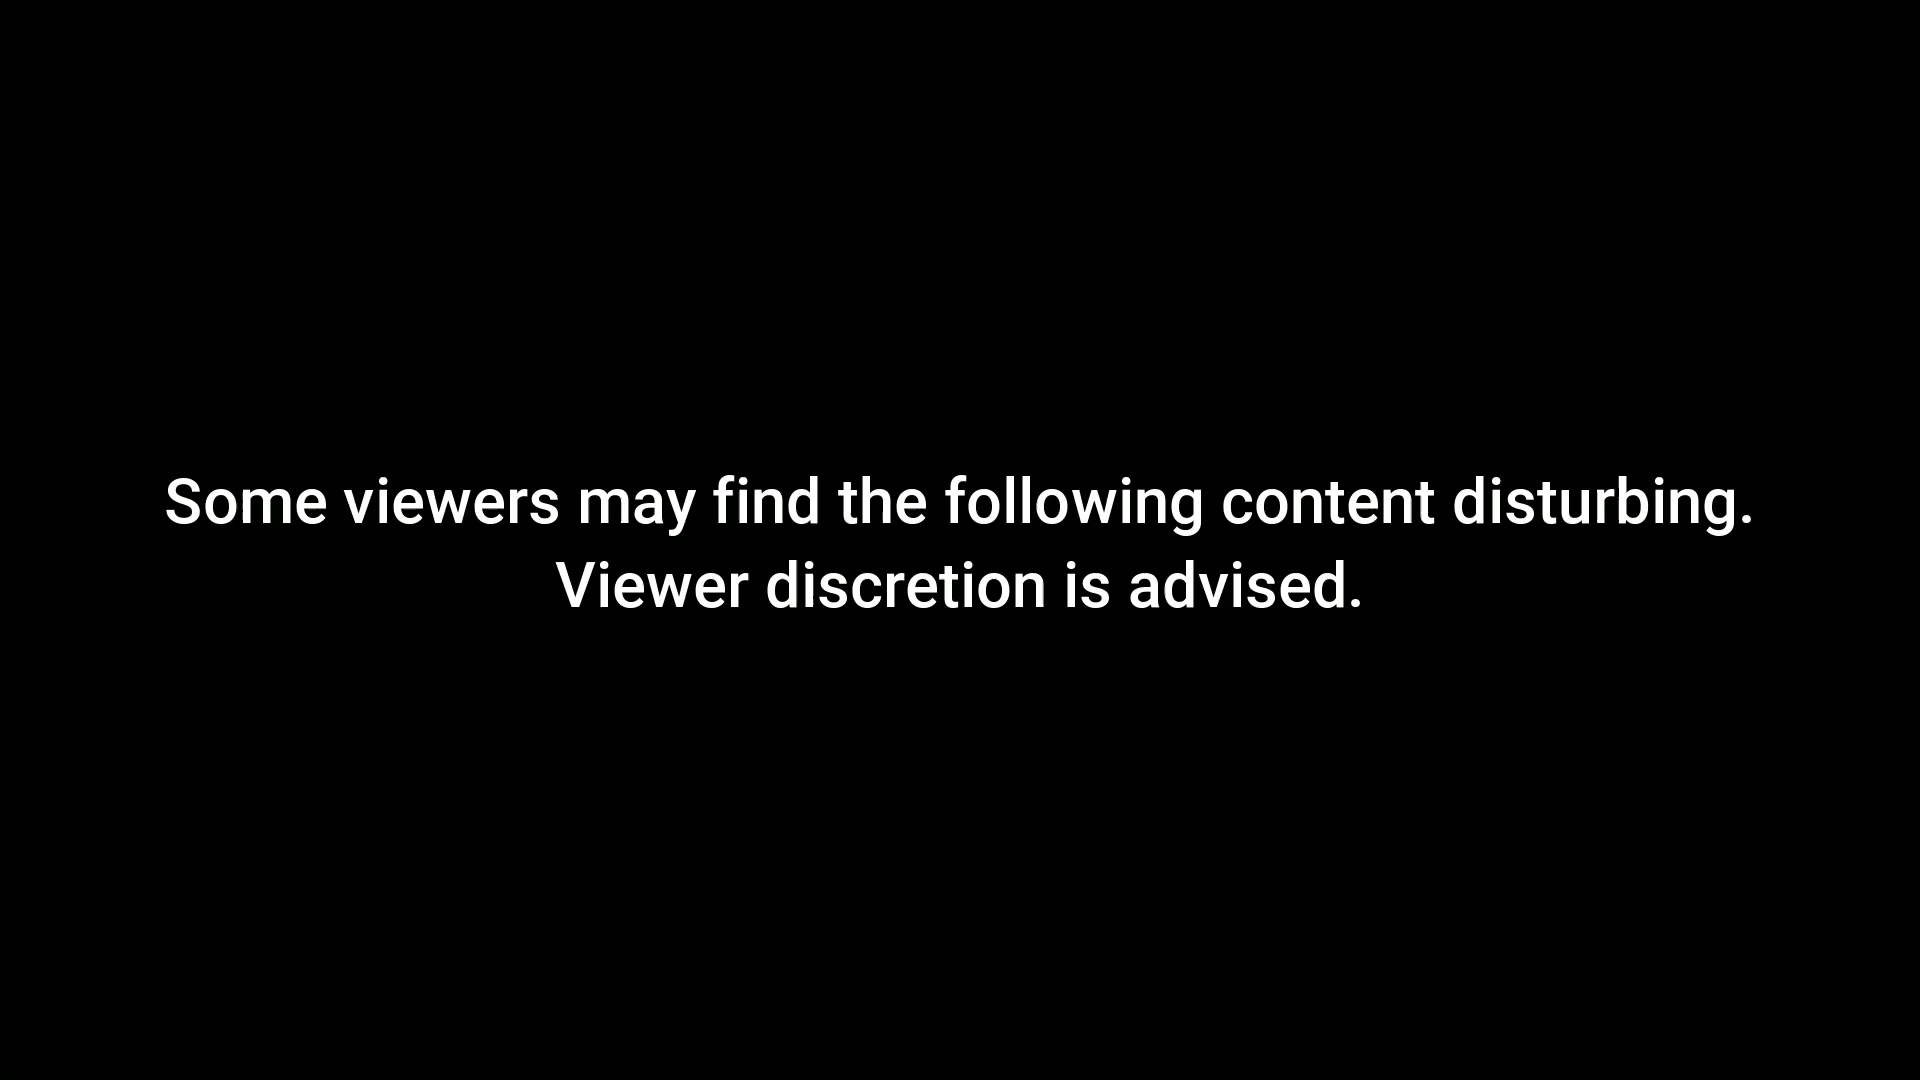 Some viewers may find the following content disturbing.
Viewer discretion is advised.